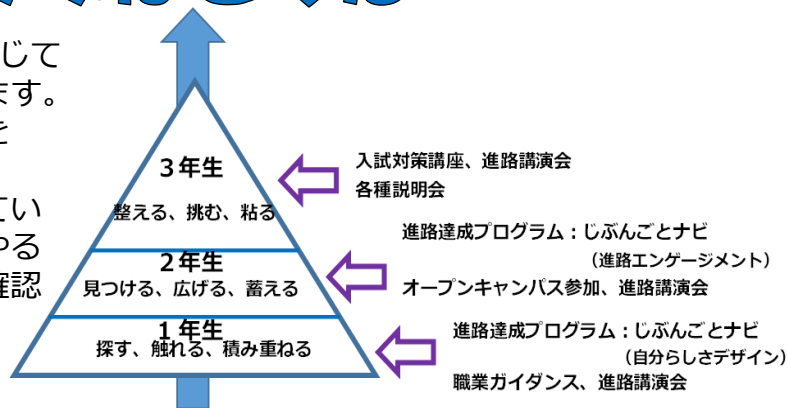 じて
ます。
と
てい
やる
確認
3年生
整える、挑む、粘る
2年生
見つける、広げる、蓄える
1年生
探す、触れる、積み重ねる
入試対策講座、進路講演会
各種説明会
進路達成プログラム：じぶんごとナビ
（進路エンゲージメント）
オープンキャンパス参加、進路講演会
進路達成プログラム：じぶんごとナビ
（自分らしさデザイン）
職業ガイダンス、進路講演会